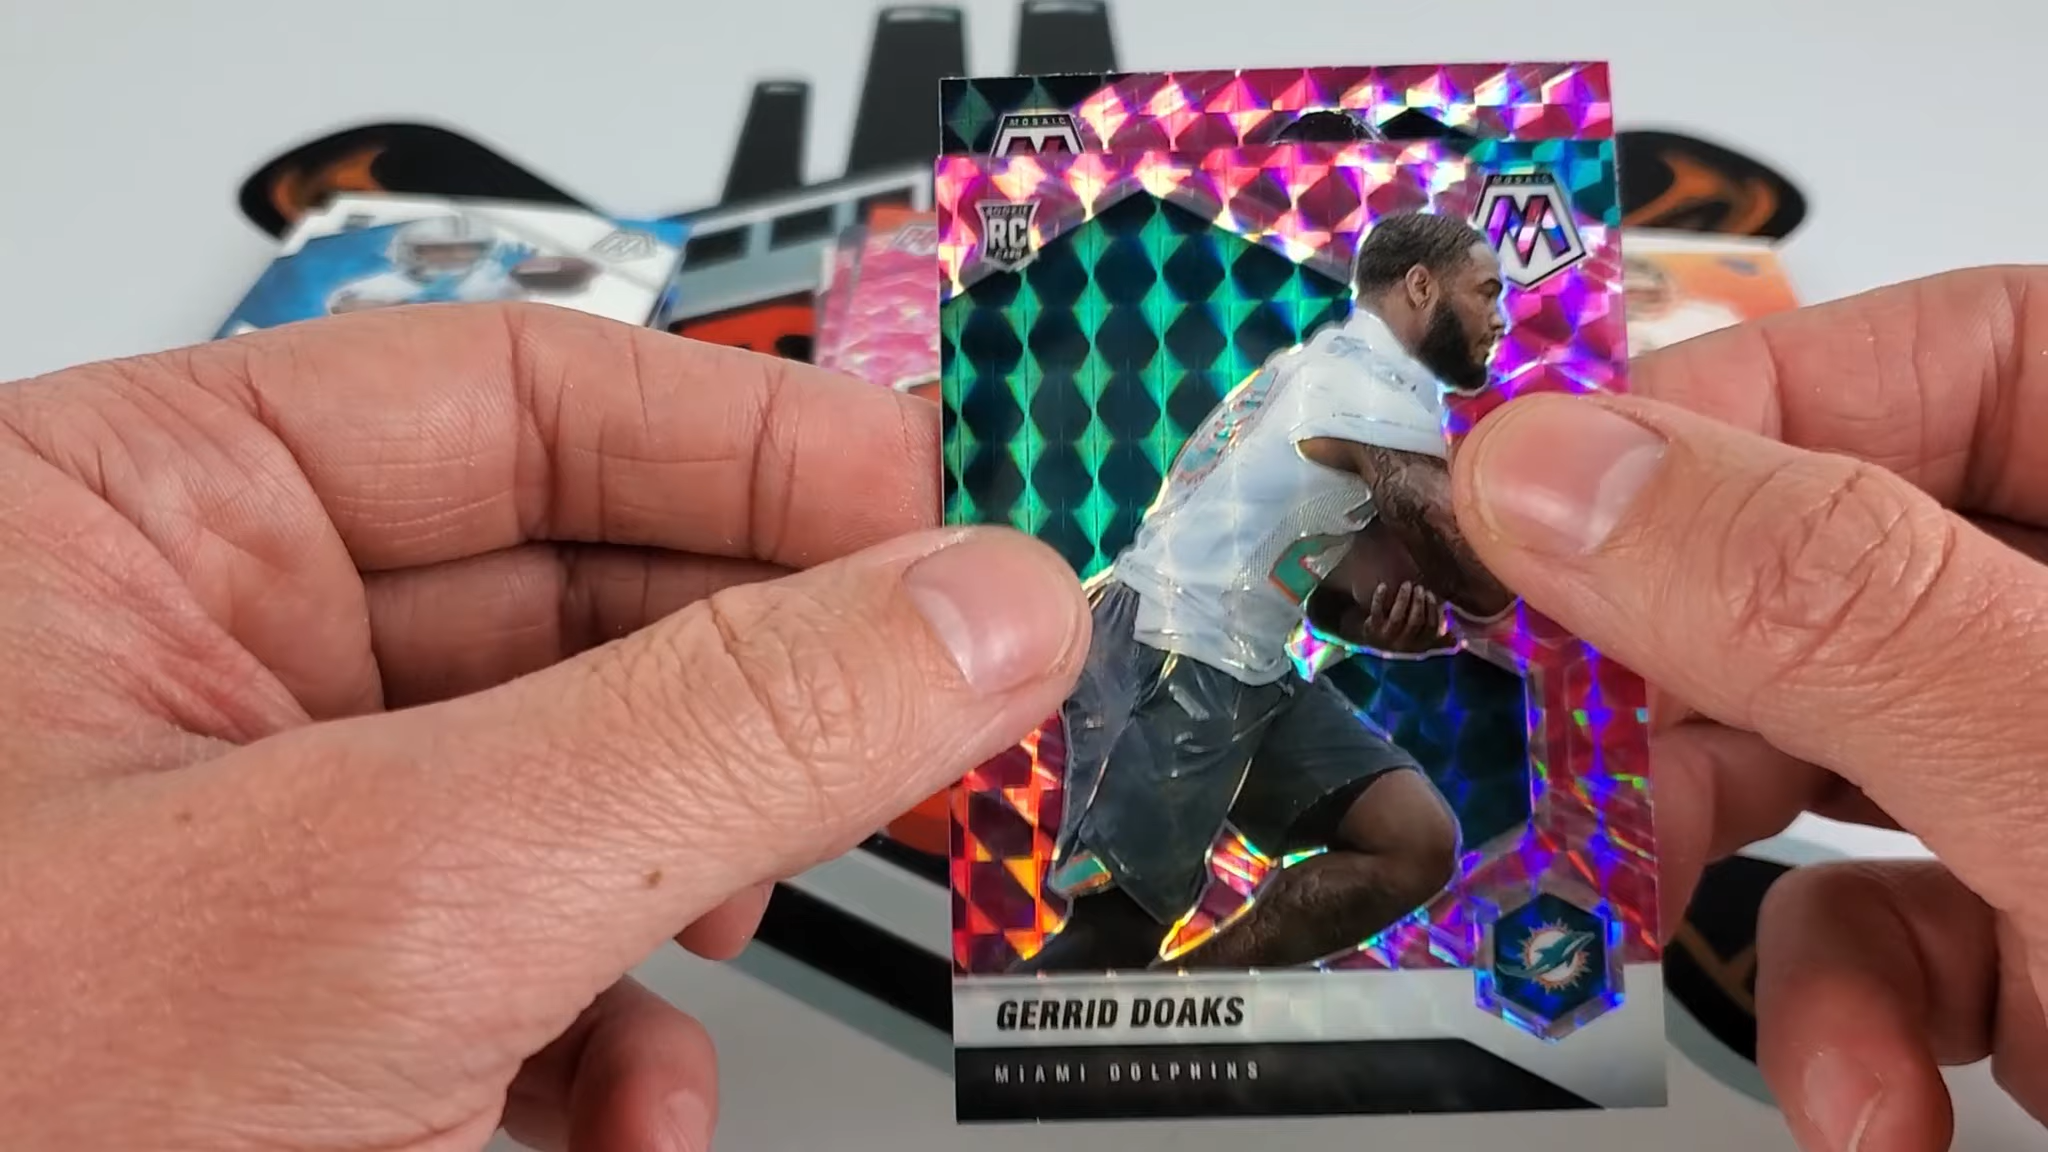 MOSAIC
MOSAIC
ROOKIE
RC
CARD
GERRID DOAKS
MIAMI DOLPHINS